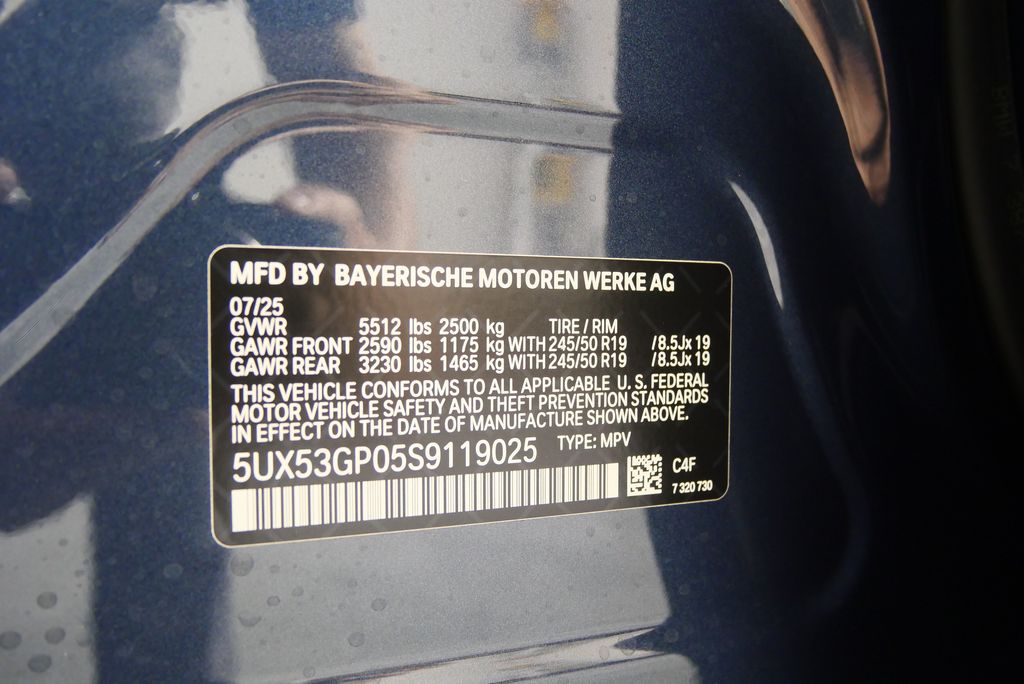 MFD BY BAYERISCHE MOTOREN WERKE AG
07/25
GVWR 5512 lbs 2500 kg TIRE / RIM
GAWR FRONT 2590 lbs 1175 kg WITH 245/50 R19 /8.5Jx 19
GAWR REAR 3230 lbs 1465 kg WITH 245/50 R19 /8.5Jx 19
THIS VEHICLE CONFORMS TO ALL APPLICABLE U. S. FEDERAL
MOTOR VEHICLE SAFETY AND THEFT PREVENTION STANDARDS
IN EFFECT ON THE DATE OF MANUFACTURE SHOWN ABOVE.
5UX53GP05S9119025 TYPE: MPV
C4F
7 320 730